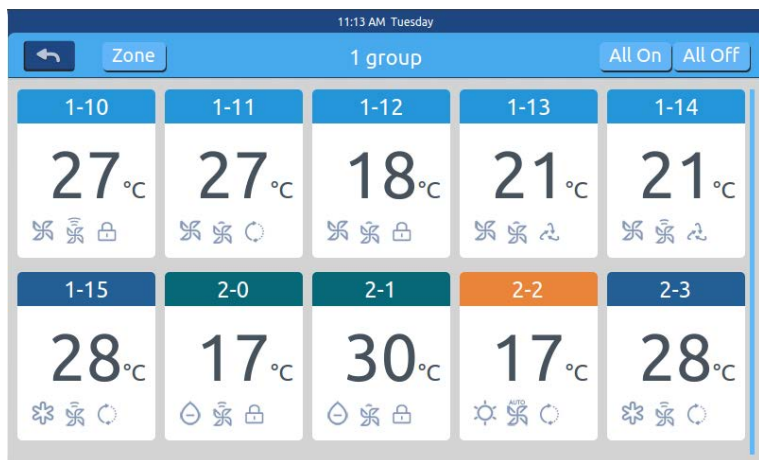 11:13 AM Tuesday
Zone 1 group All On All Off
1-10 1-11 1-12 1-13 1-14
27°C 27°C 18°C 21°C 21°C
1-15 2-0 2-1 2-2 2-3
28°C 17°C 30°C 17°C 28°C
AUTO